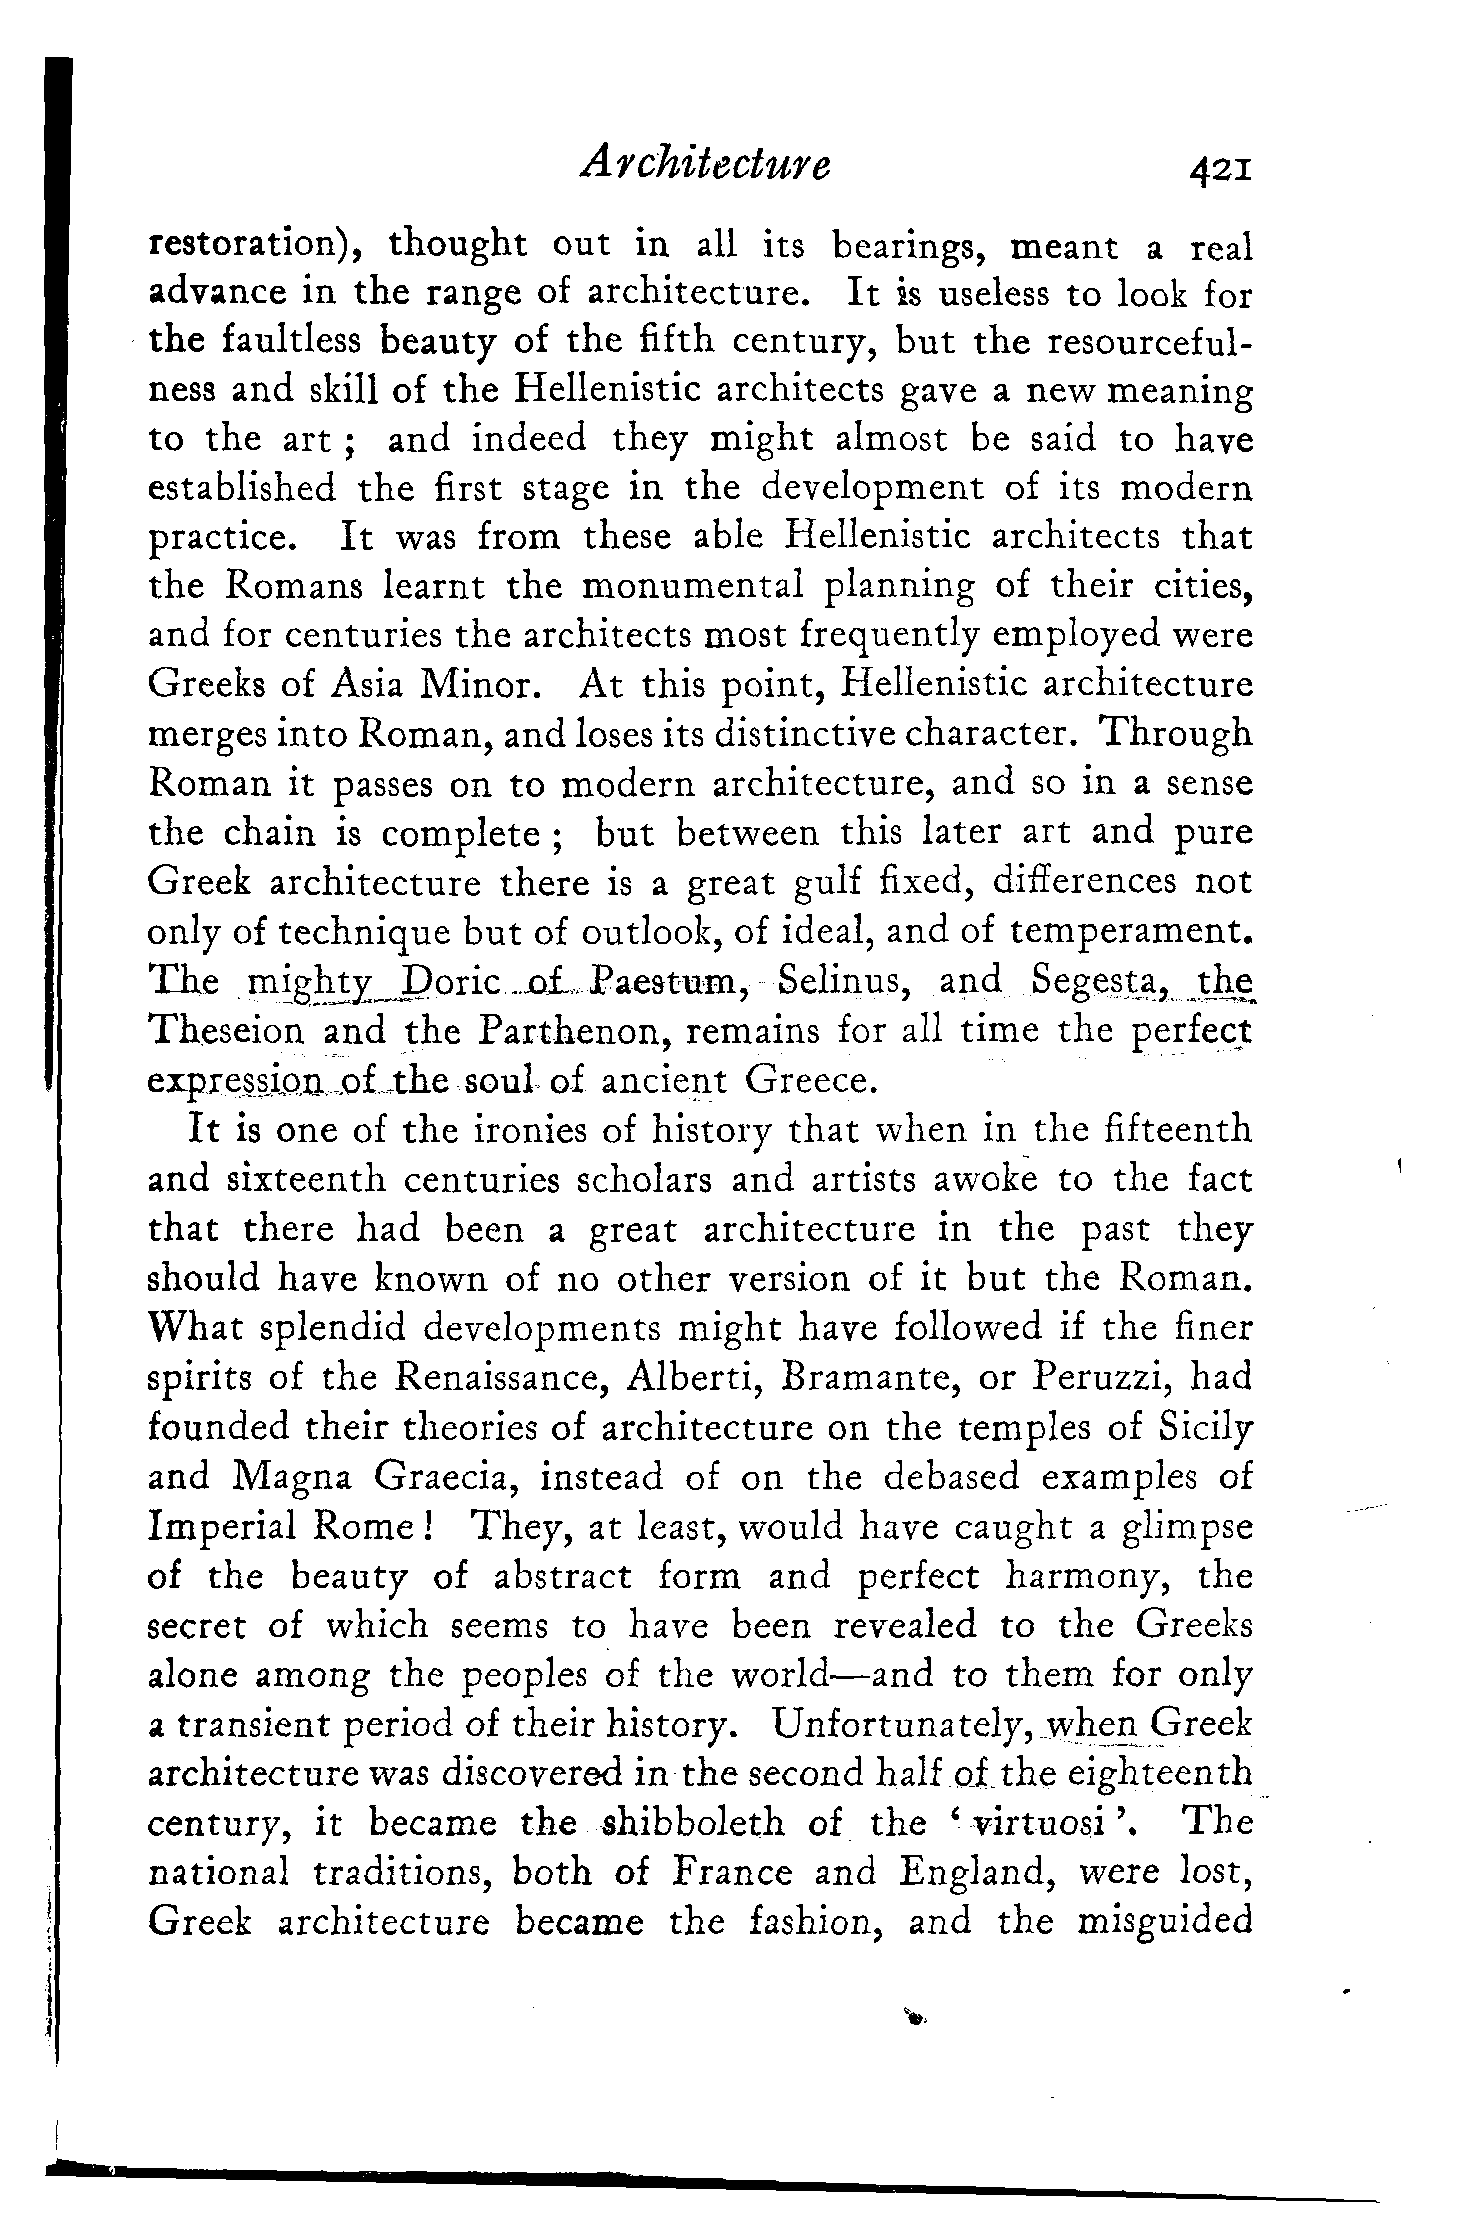 Architecture 421
restoration), thought out in all its bearings, meant a real
advance in the range of architecture. It is useless to look for
the faultless beauty of the fifth century, but the resourceful-
ness and skill of the Hellenistic architects gave a new meaning
to the art ; and indeed they might almost be said to have
established the first stage in the development of its modern
practice. It was from these able Hellenistic architects that
the Romans learnt the monumental planning of their cities,
and for centuries the architects most frequently employed were
Greeks of Asia Minor. At this point, Hellenistic architecture
merges into Roman, and loses its distinctive character. Through
Roman it passes on to modern architecture, and so in a sense
the chain is complete ; but between this later art and pure
Greek architecture there is a great gulf fixed, differences not
only of technique but of outlook, of ideal, and of temperament.
The mighty Doric of Paestum, Selinus, and Segesta, the
Theseion and the Parthenon, remains for all time the perfect
expression of the soul of ancient Greece.
It is one of the ironies of history that when in the fifteenth
and sixteenth centuries scholars and artists awoke to the fact
that there had been a great architecture in the past they
should have known of no other version of it but the Roman.
What splendid developments might have followed if the finer
spirits of the Renaissance, Alberti, Bramante, or Peruzzi, had
founded their theories of architecture on the temples of Sicily
and Magna Graecia, instead of on the debased examples of
Imperial Rome ! They, at least, would have caught a glimpse
of the beauty of abstract form and perfect harmony, the
secret of which seems to have been revealed to the Greeks
alone among the peoples of the world—and to them for only
a transient period of their history. Unfortunately, when Greek
architecture was discovered in the second half of the eighteenth
century, it became the shibboleth of the ‘ virtuosi ’. The
national traditions, both of France and England, were lost,
Greek architecture became the fashion, and the misguided